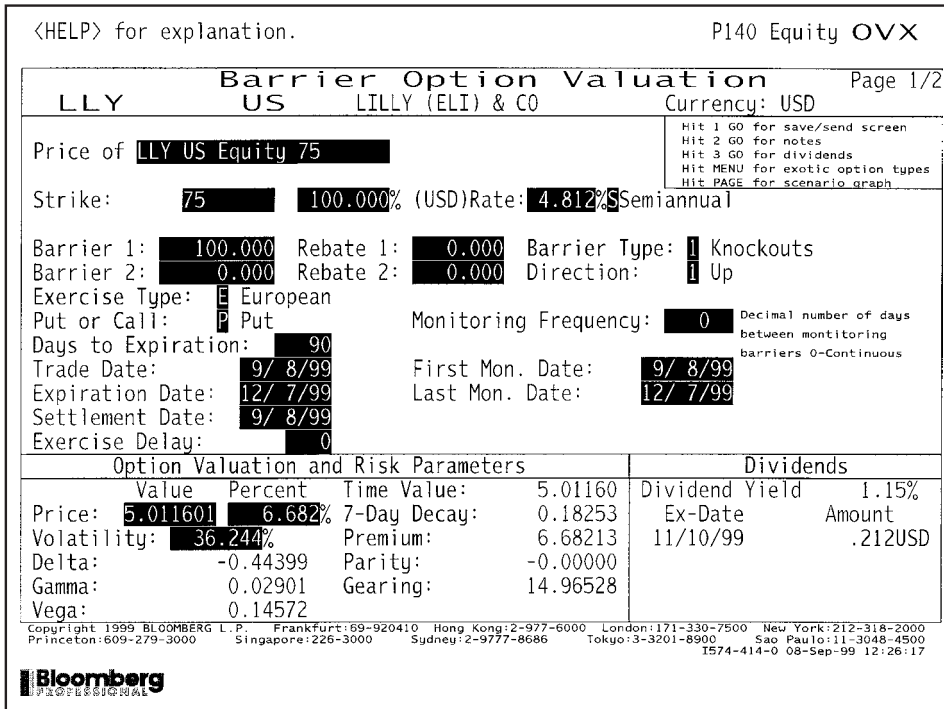 <HELP> for explanation. P140 Equity OVX
Barrier Option Valuation Page 1/2
LLY US LILLY (ELI) & CO Currency: USD
Hit 1 GO for save/send screen
Hit 2 GO for notes
Hit 3 GO for dividends
Hit MENU for exotic option types
Hit PAGE for scenario graph
Price of LLY US Equity 75
Strike: 75 100.000% (USD)Rate: 4.812%SSemiannual
Barrier 1: 100.000 Rebate 1: 0.000 Barrier Type: 1 Knockouts
Barrier 2: 0.000 Rebate 2: 0.000 Direction: 1 Up
Exercise Type: E European
Put or Call: P Put Monitoring Frequency: 0 Decimal number of days
between montitoring
barriers 0-Continuous
Days to Expiration: 90
Trade Date: 9/ 8/99 First Mon. Date: 9/ 8/99
Expiration Date: 12/ 7/99 Last Mon. Date: 12/ 7/99
Settlement Date: 9/ 8/99
Exercise Delay: 0
Option Valuation and Risk Parameters Dividends
Value Percent Time Value: 5.01160 Dividend Yield 1.15%
Price: 5.011601 6.682% 7-Day Decay: 0.18253 Ex-Date Amount
Volatility: 36.244% Premium: 6.68213 11/10/99 .212USD
Delta: -0.44399 Parity: -0.00000
Gamma: 0.02901 Gearing: 14.96528
Vega: 0.14572
Copyright 1999 BLOOMBERG L.P. Frankfurt:69-920410 Hong Kong:2-977-6000 London:171-330-7500 New York:212-318-2000
Princeton:609-279-3000 Singapore:226-3000 Sydney:2-9777-8686 Tokyo:3-3201-8900 Sao Paulo:11-3048-4500
I574-414-0 08-Sep-99 12:26:17
Bloomberg
PROFESSIONAL